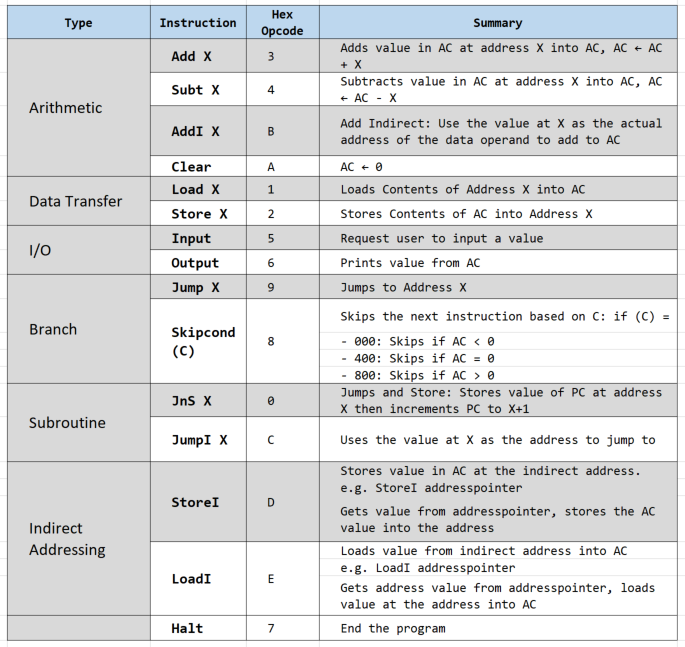 Type Instruction Hex Opcode Summary
Arithmetic
Add X 3 Adds value in AC at address X into AC, AC ← AC
+ X
Subt X 4 Subtracts value in AC at address X into AC, AC
← AC - X
AddI X B Add Indirect: Use the value at X as the actual
address of the data operand to add to AC
Clear A AC ← 0
Data Transfer
Load X 1 Loads Contents of Address X into AC
Store X 2 Stores Contents of AC into Address X
I/O
Input 5 Request user to input a value
Output 6 Prints value from AC
Branch
Jump X 9 Jumps to Address X
Skipcond
(C)
8
Skips the next instruction based on C: if (C) =
- 000: Skips if AC < 0
- 400: Skips if AC = 0
- 800: Skips if AC > 0
Subroutine
JnS X 0 Jumps and Store: Stores value of PC at address
X then increments PC to X+1
JumpI X C Uses the value at X as the address to jump to
Indirect
Addressing
StoreI D
Stores value in AC at the indirect address.
e.g. StoreI addresspointer
Gets value from addresspointer, stores the AC
value into the address
LoadI E
Loads value from indirect address into AC
e.g. LoadI addresspointer
Gets address value from addresspointer, loads
value at the address into AC
Halt 7 End the program